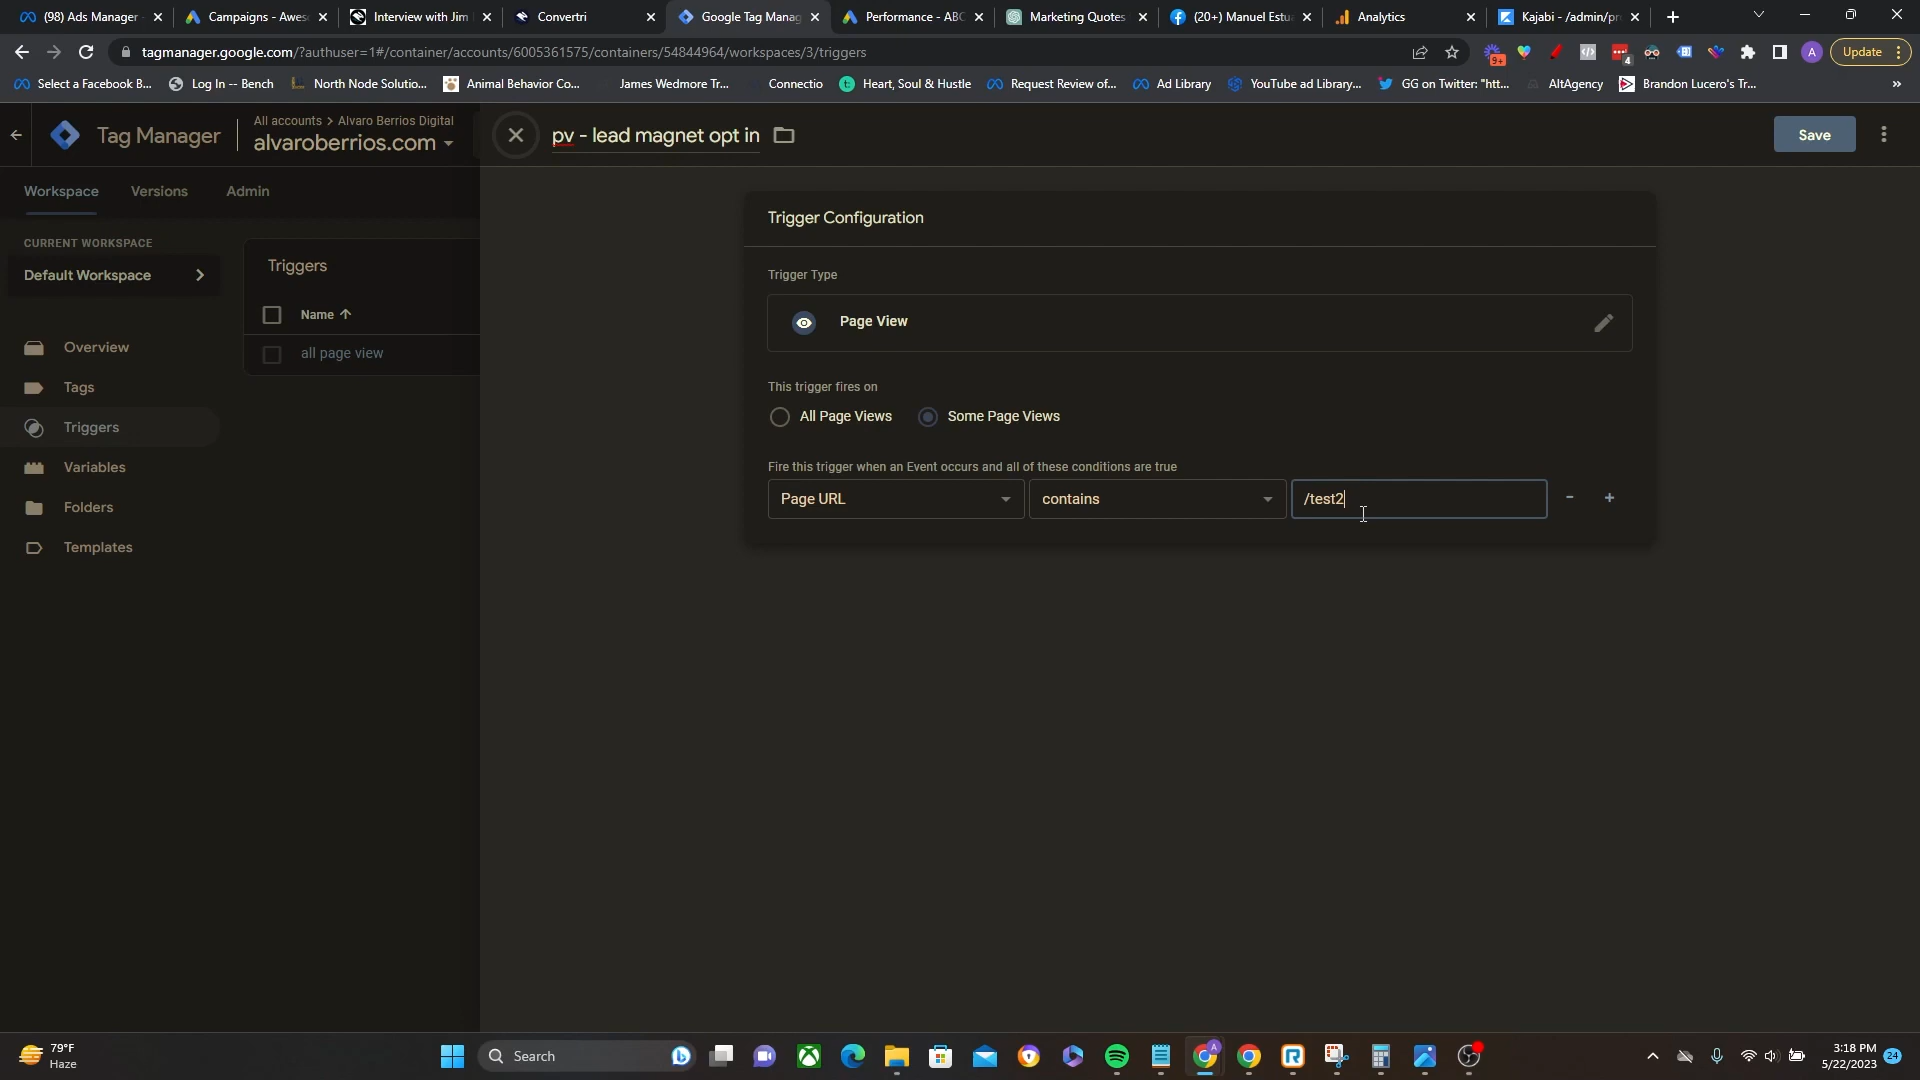 (98) Ads Manager
Campaigns - Awes
Interview with Jim
Convertri
Google Tag Manag
Performance - ABC
Marketing Quotes
(20+) Manuel Estu
Analytics
Kajabi - /admin/pr
tagmanager.google.com/?authuser=1#/container/accounts/6005361575/containers/54844964/workspaces/3/triggers
9+
4
A
Update
Select a Facebook B...
Log In -- Bench
North Node Solutio...
Animal Behavior Co...
James Wedmore Tr...
Connectio
Heart, Soul & Hustle
Request Review of...
Ad Library
YouTube ad Library...
GG on Twitter: "htt...
AltAgency
Brandon Lucero's Tr...
»
Tag Manager
All accounts > Alvaro Berrios Digital
alvaroberrios.com
pv - lead magnet opt in
Save
Workspace
Versions
Admin
CURRENT WORKSPACE
Default Workspace
Overview
Tags
Triggers
Variables
Folders
Templates
Triggers
Name
all page view
Trigger Configuration
Trigger Type
Page View
This trigger fires on
All Page Views
Some Page Views
Fire this trigger when an Event occurs and all of these conditions are true
Page URL
contains
/test2
- +
79°F
Haze
Search
A
3:18 PM
5/22/2023
24